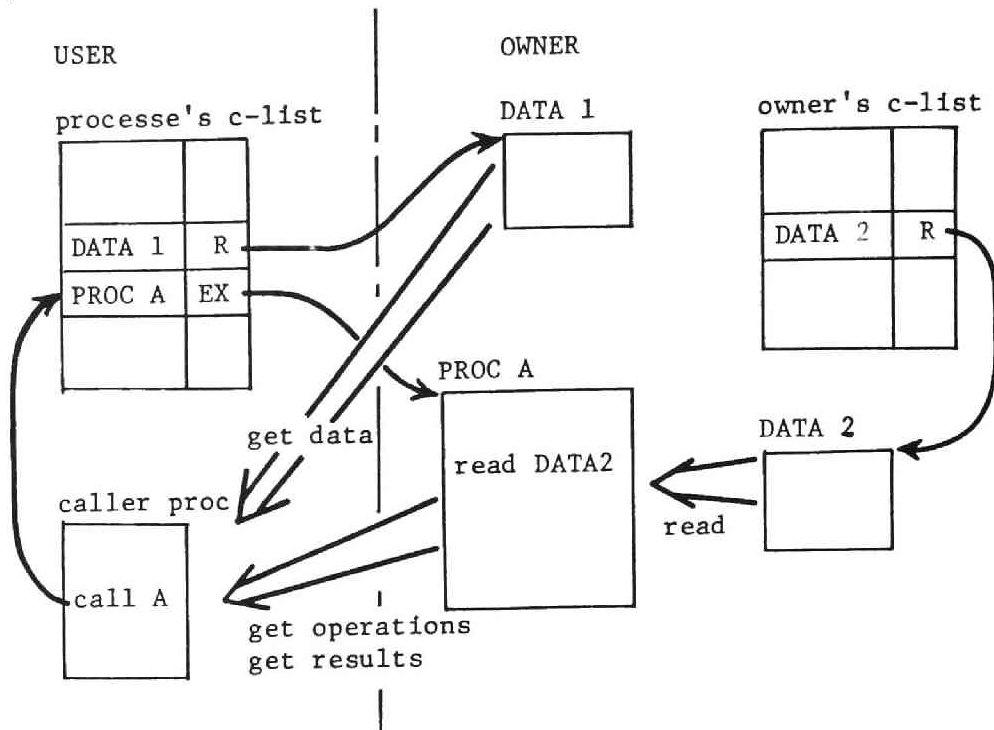 USER
OWNER
processe's c-list
DATA 1 R
PROC A EX
DATA 1
owner's c-list
DATA 2 R
get data
PROC A
read DATA2
DATA 2
read
caller proc
call A
get operations
get results